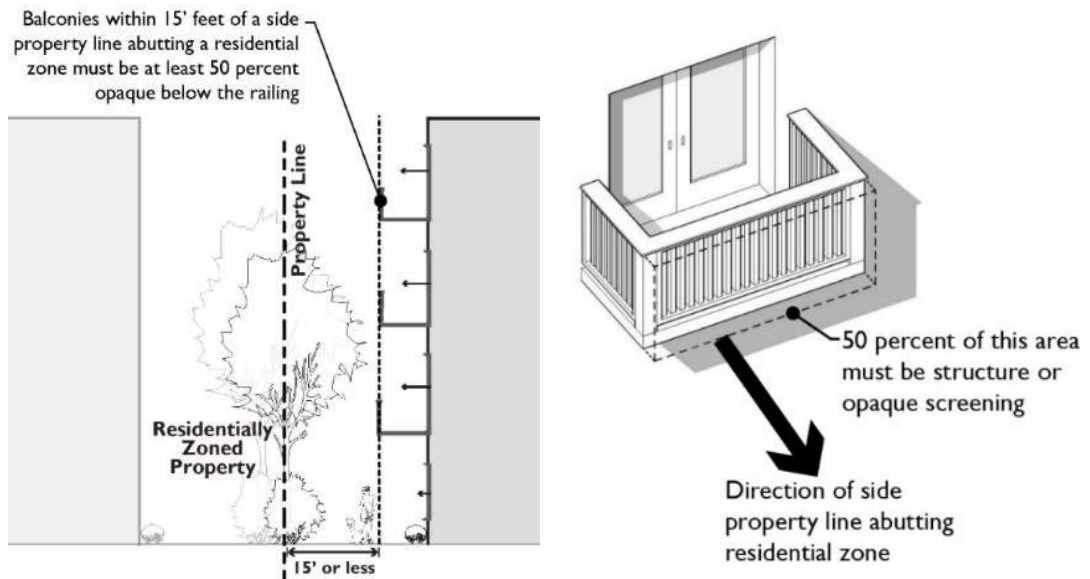 Balconies within 15' feet of a side
property line abutting a residential
zone must be at least 50 percent
opaque below the railing
Property Line
Residentially
Zoned
Property
15' or less
50 percent of this area
must be structure or
opaque screening
Direction of side
property line abutting
residential zone